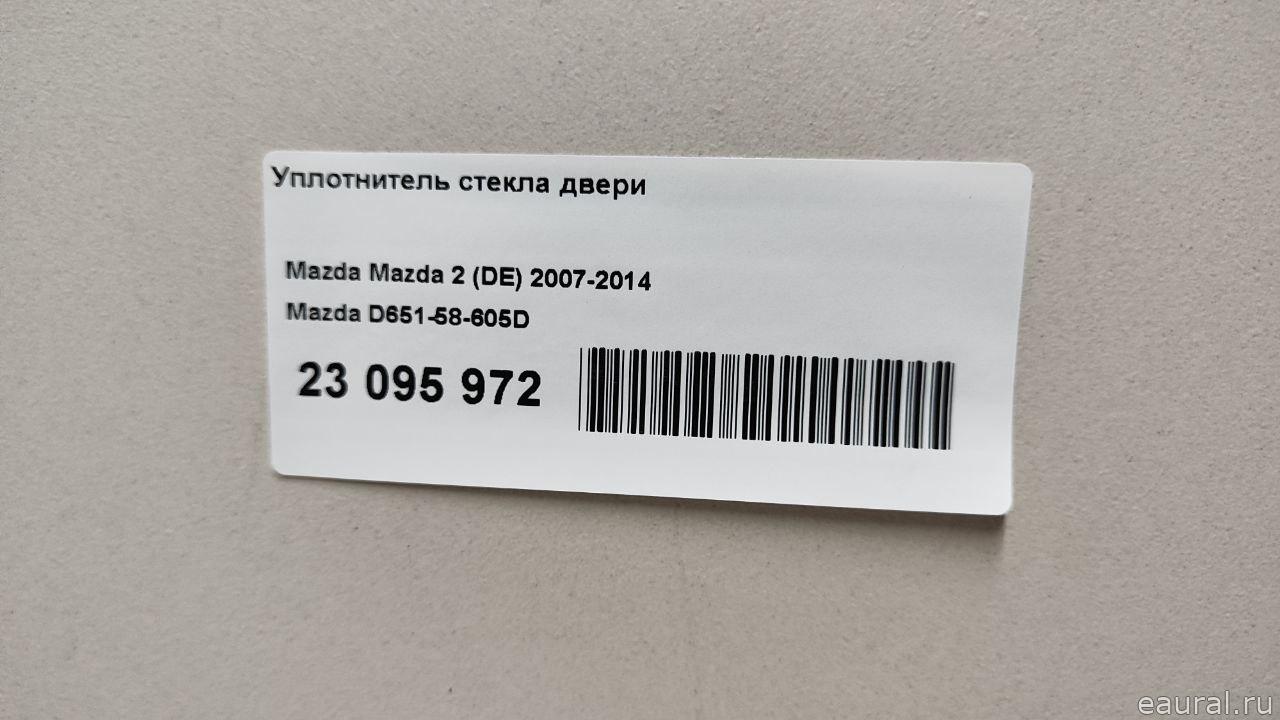 Уплотнитель стекла двери
Mazda Mazda 2 (DE) 2007-2014
Mazda D651-58-605D
23 095 972
eaural.ru